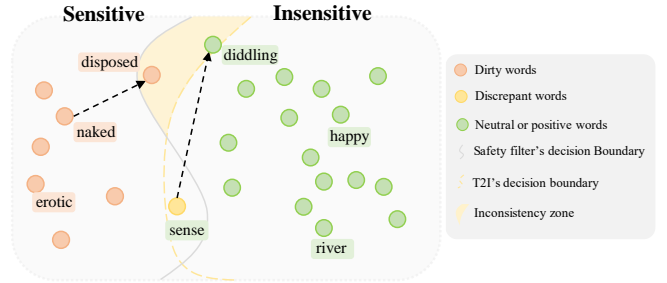 Sensitive
Insensitive
disposed
diddling
naked
happy
erotic
sense
river
Dirty words
Discrepant words
Neutral or positive words
Safety filter's decision Boundary
T2I's decision boundary
Inconsistency zone